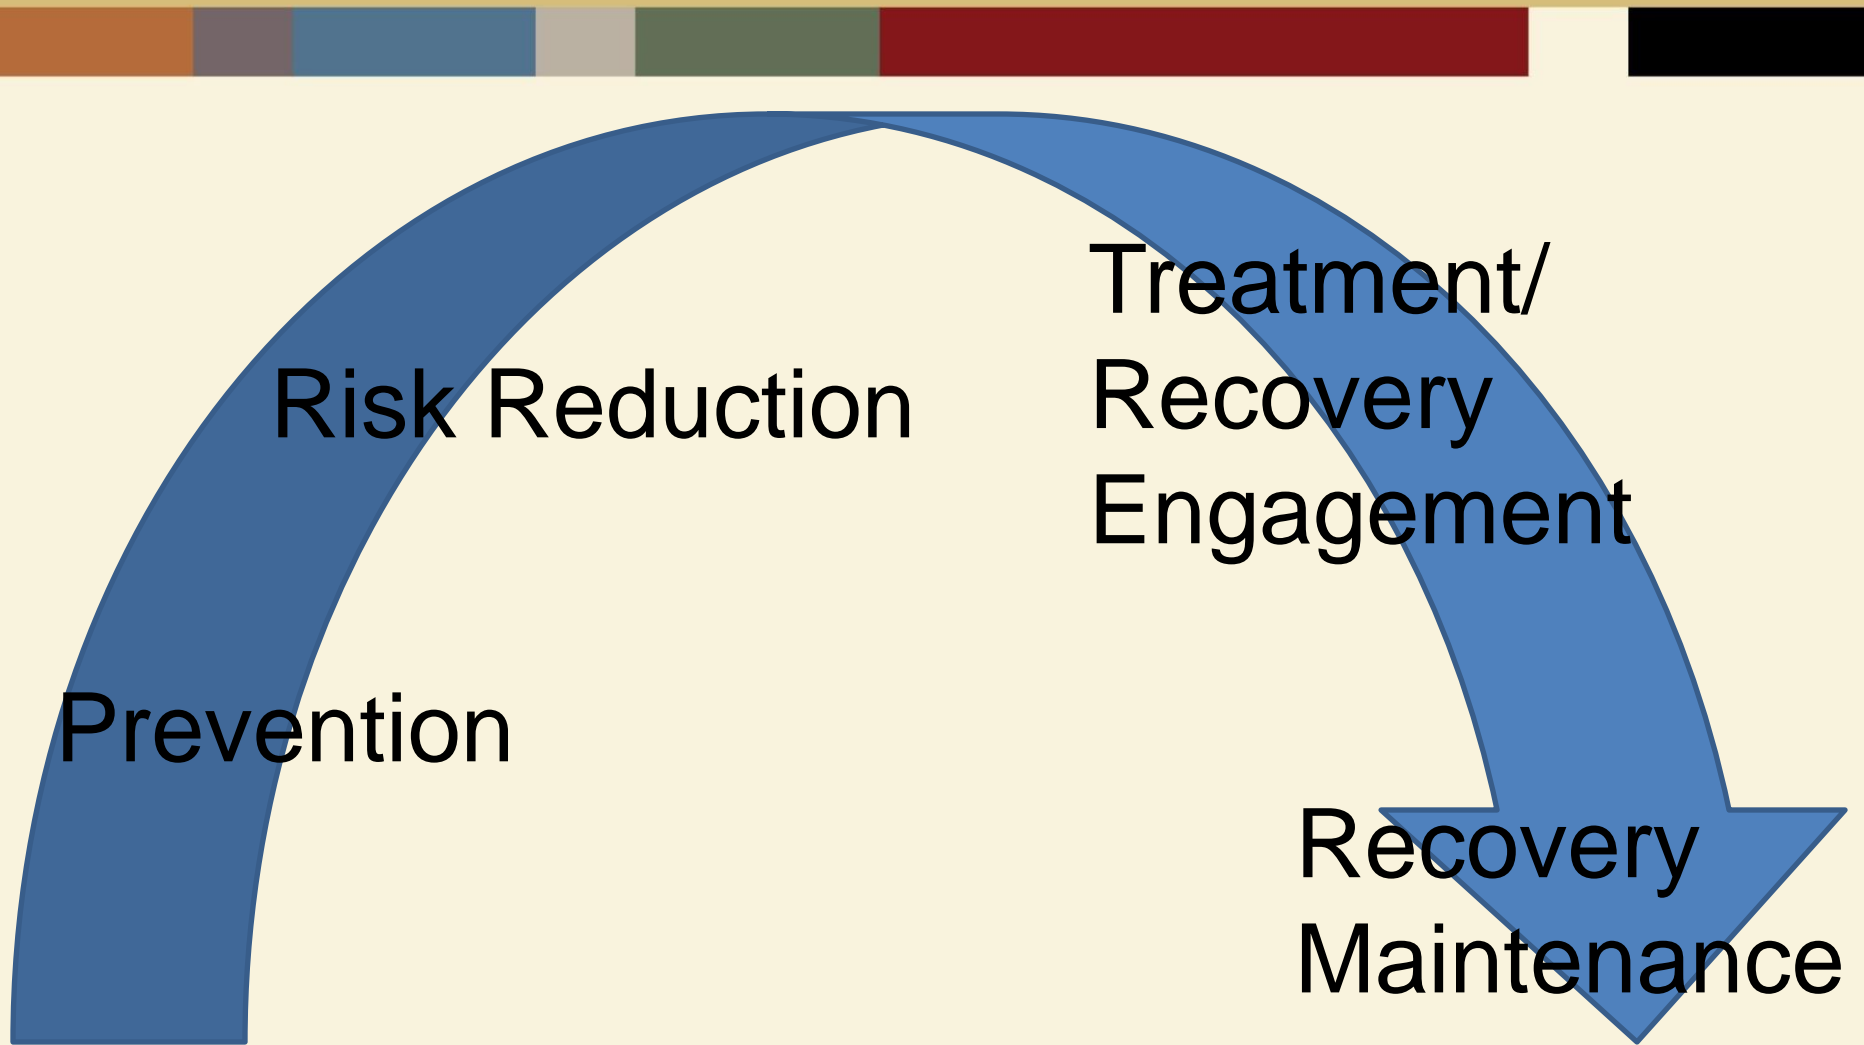 Prevention
Risk Reduction
Treatment/
Recovery
Engagement
Recovery
Maintenance